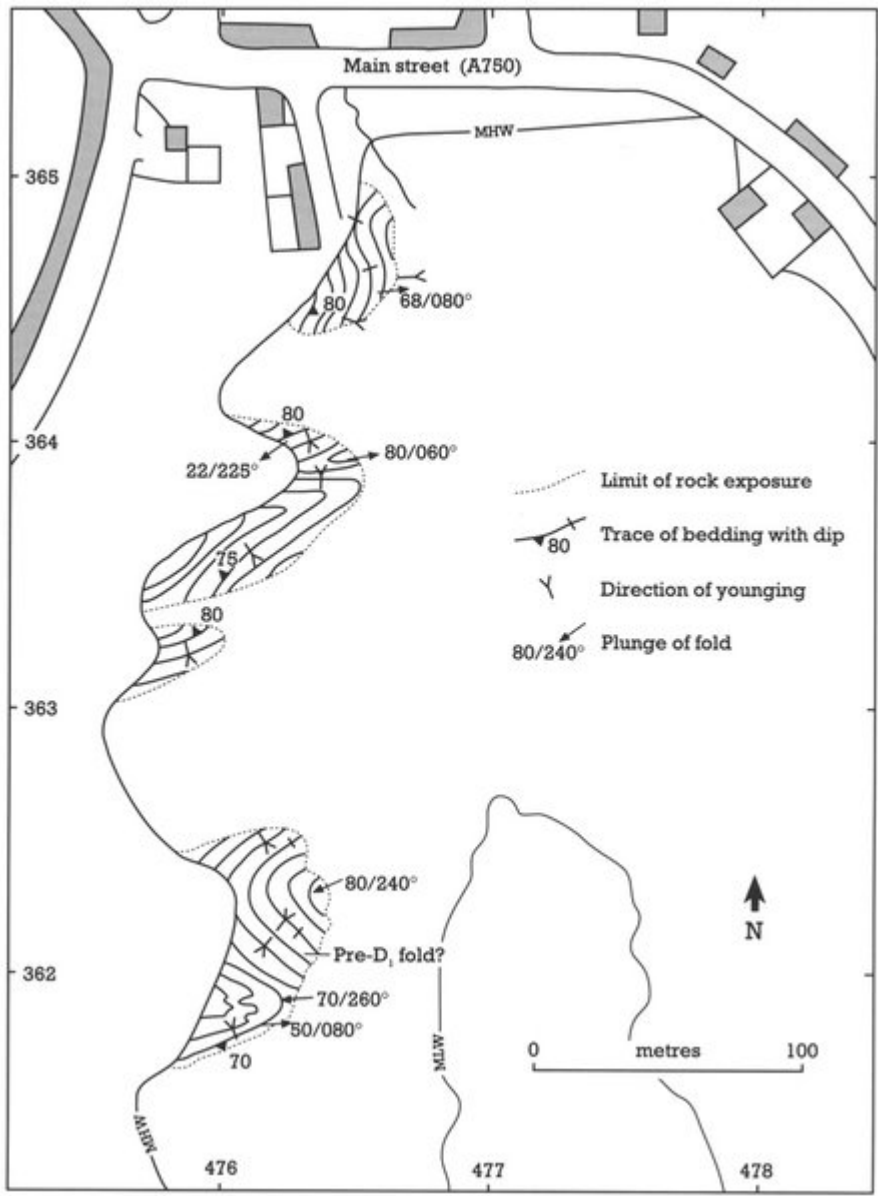 Main street (A750)
MHW
365
80
68/080°
364
80
22/225°
80/060°
Limit of rock exposure
75
Trace of bedding with dip
80
Direction of younging
80
Plunge of fold
80/240°
363
80/240°
N
Pre-D₁ fold?
362
70/260°
50/080°
70
0 metres 100
MLW
MHW
476 477 478